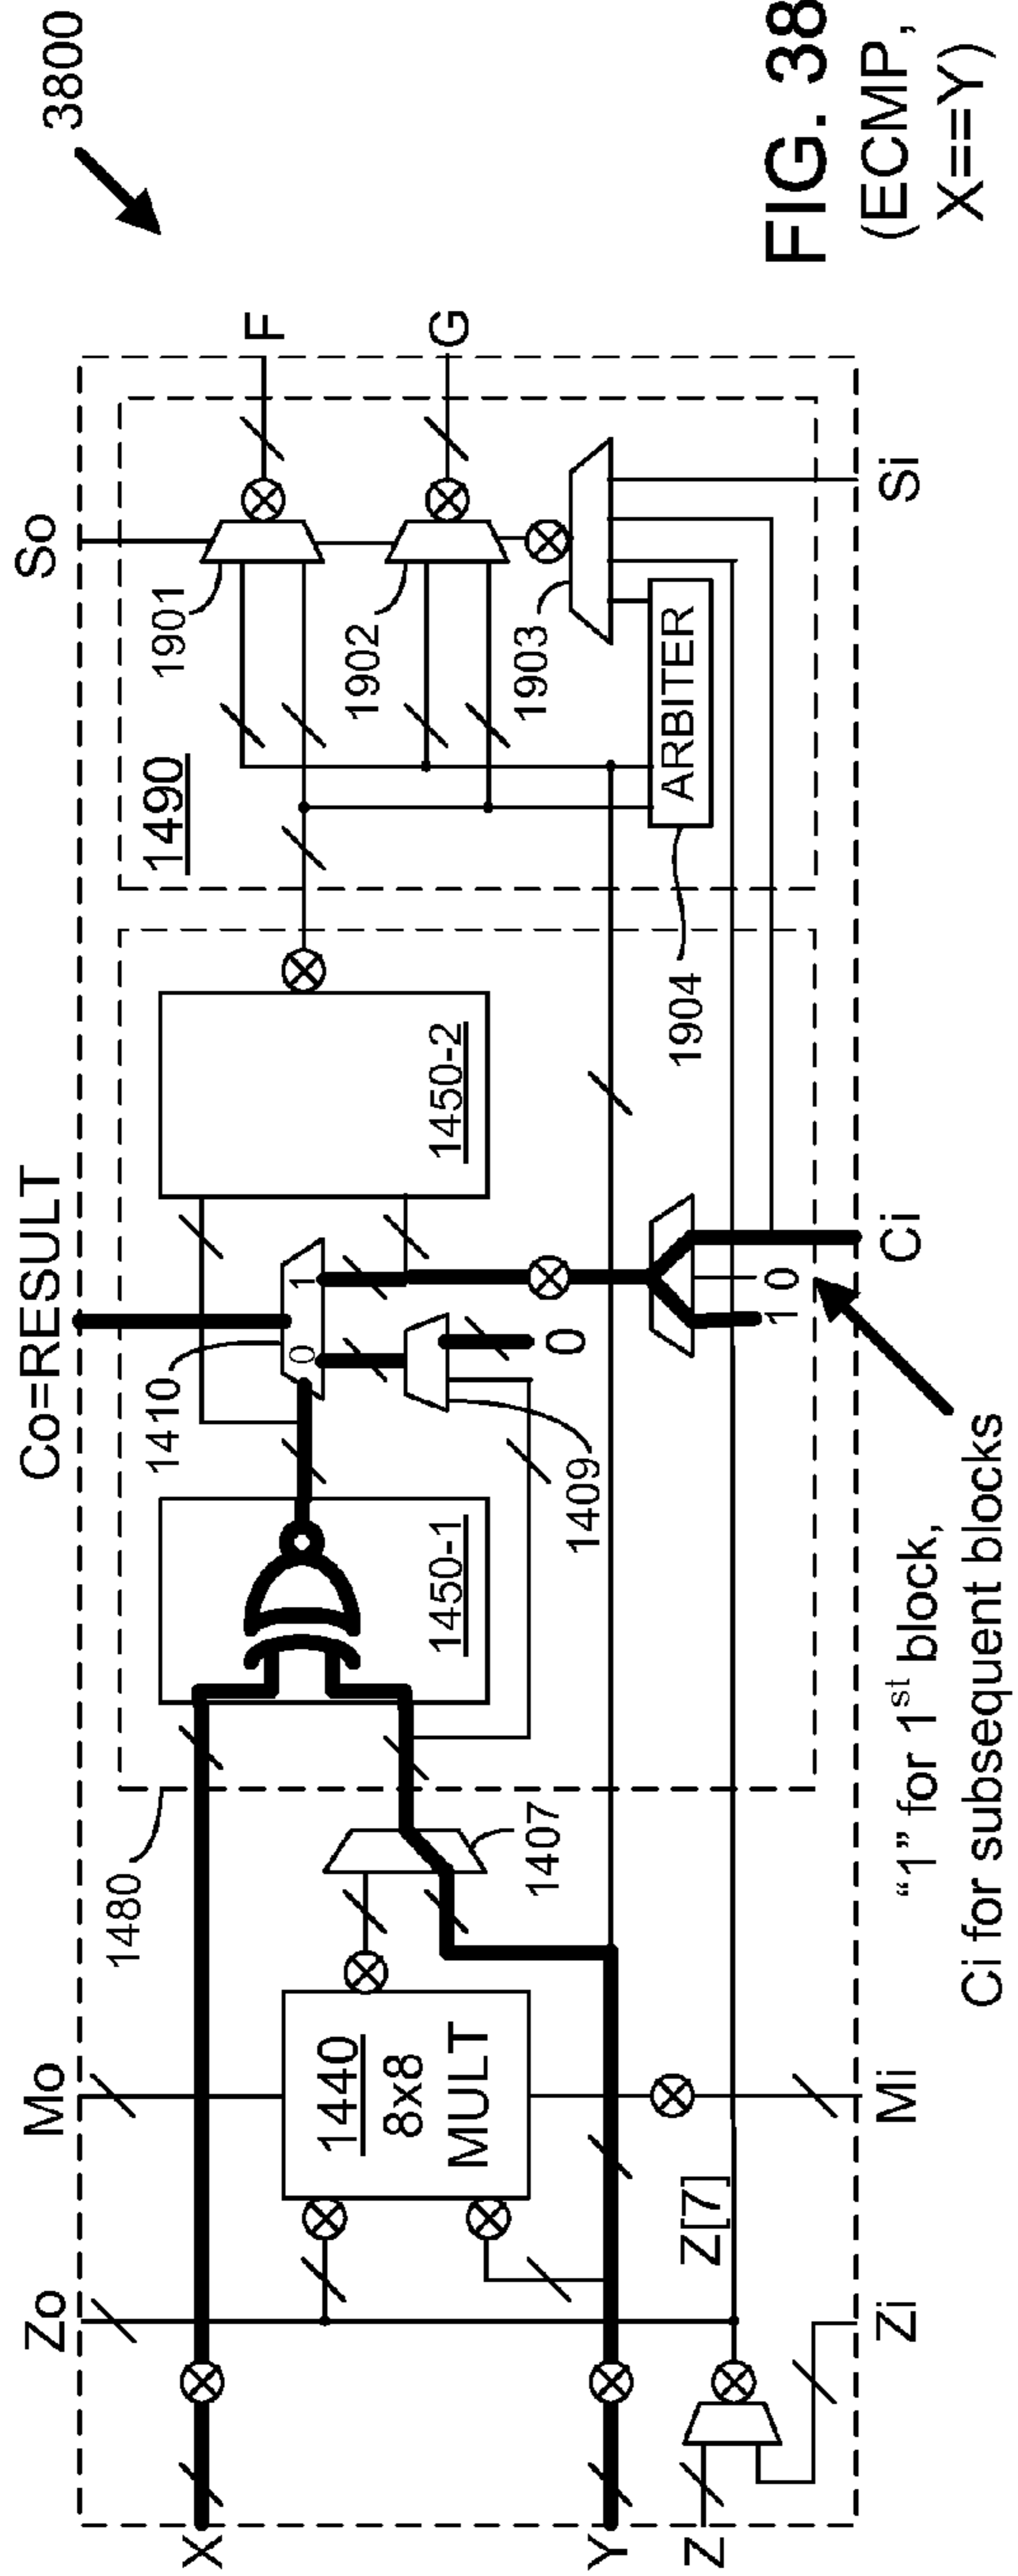 3800
Co=RESULT
So
Mo
Zo
1480
1440
8x8
MULT
1407
1450-1
1410
0
1
1409
0
1450-2
1490
1901
1902
1903
ARBITER
1904
X
Y
Z
Z[7]
F
G
1
0
Zi
Mi
Ci
Si
“1” for 1st block,
Ci for subsequent blocks
FIG. 38
(ECMP,
X==Y)